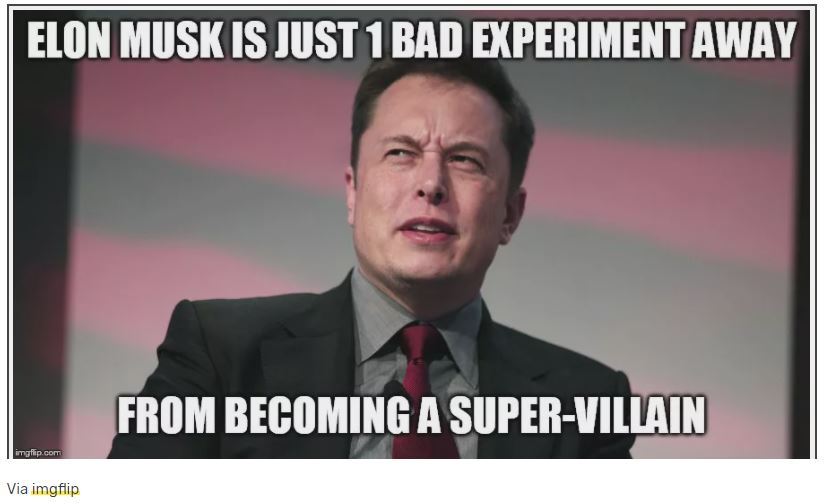 ELON MUSK IS JUST 1 BAD EXPERIMENT AWAY
FROM BECOMING A SUPER-VILLAIN
imgflip.com
Via imgflip